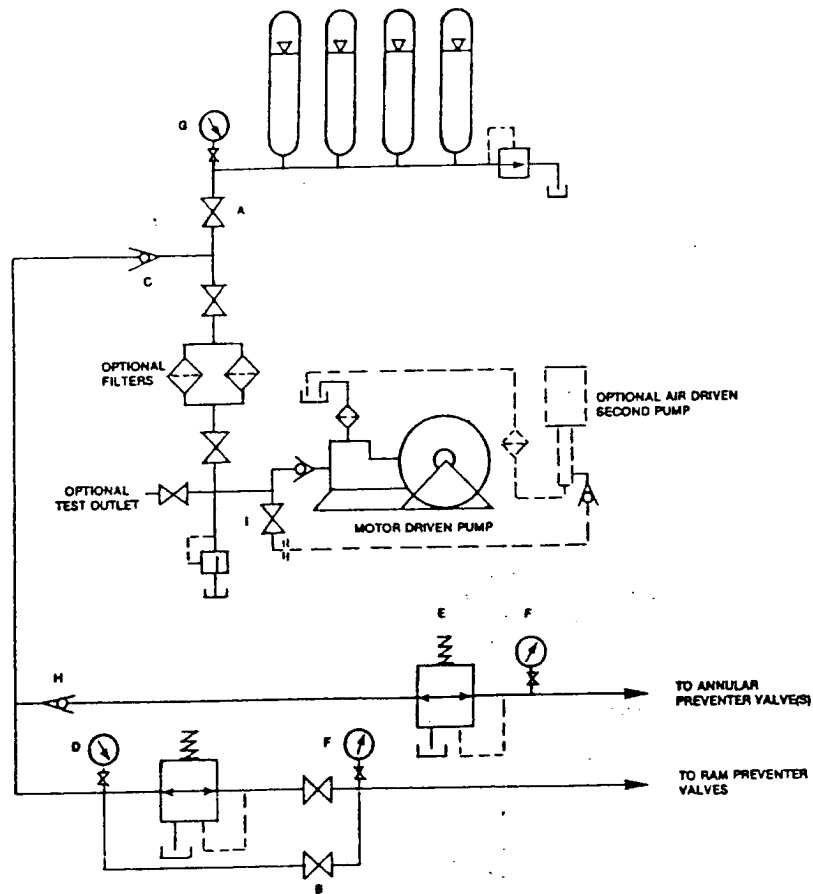 G
A
C
OPTIONAL
FILTERS
OPTIONAL AIR DRIVEN
SECOND PUMP
OPTIONAL
TEST OUTLET
I
MOTOR DRIVEN PUMP
E
F
H
TO ANNULAR
PREVENTER VALVE(S)
D
F
TO RAM PREVENTER
VALVES
B